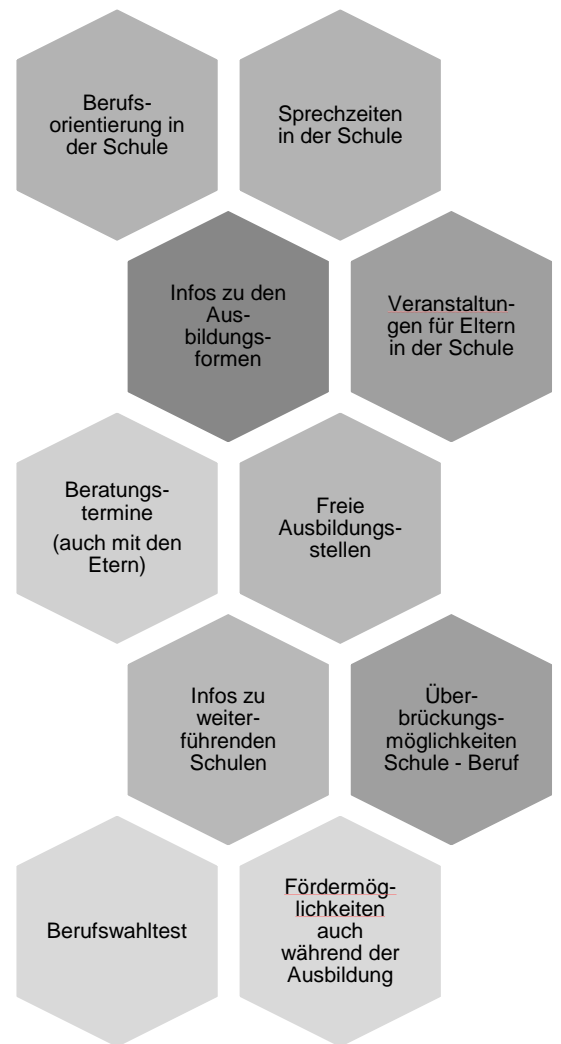 Berufs-
orientierung in
der Schule
Sprechzeiten
in der Schule
Infos zu den
Aus-
bildungs-
formen
Veranstaltun-
gen für Eltern
in der Schule
Beratungs-
termine
(auch mit den
Etern)
Freie
Ausbildungs-
stellen
Infos zu
weiter-
führenden
Schulen
Über-
brückungs-
möglichkeiten
Schule - Beruf
Berufswahltest
Fördermög-
lichkeiten
auch
während der
Ausbildung